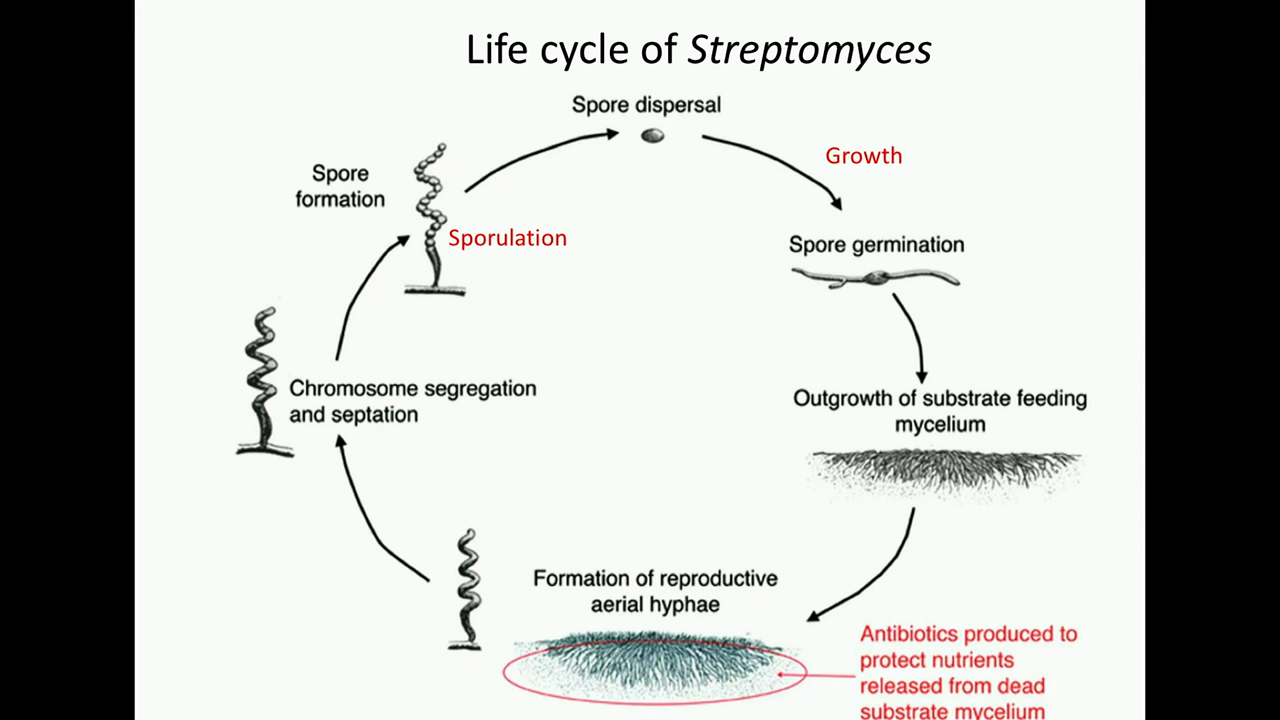 Life cycle of Streptomyces
Spore dispersal
Growth
Spore
formation
Sporulation
Spore germination
Chromosome segregation
and septation
Outgrowth of substrate feeding
mycelium
Formation of reproductive
aerial hyphae
Antibiotics produced to
protect nutrients
released from dead
substrate mycelium